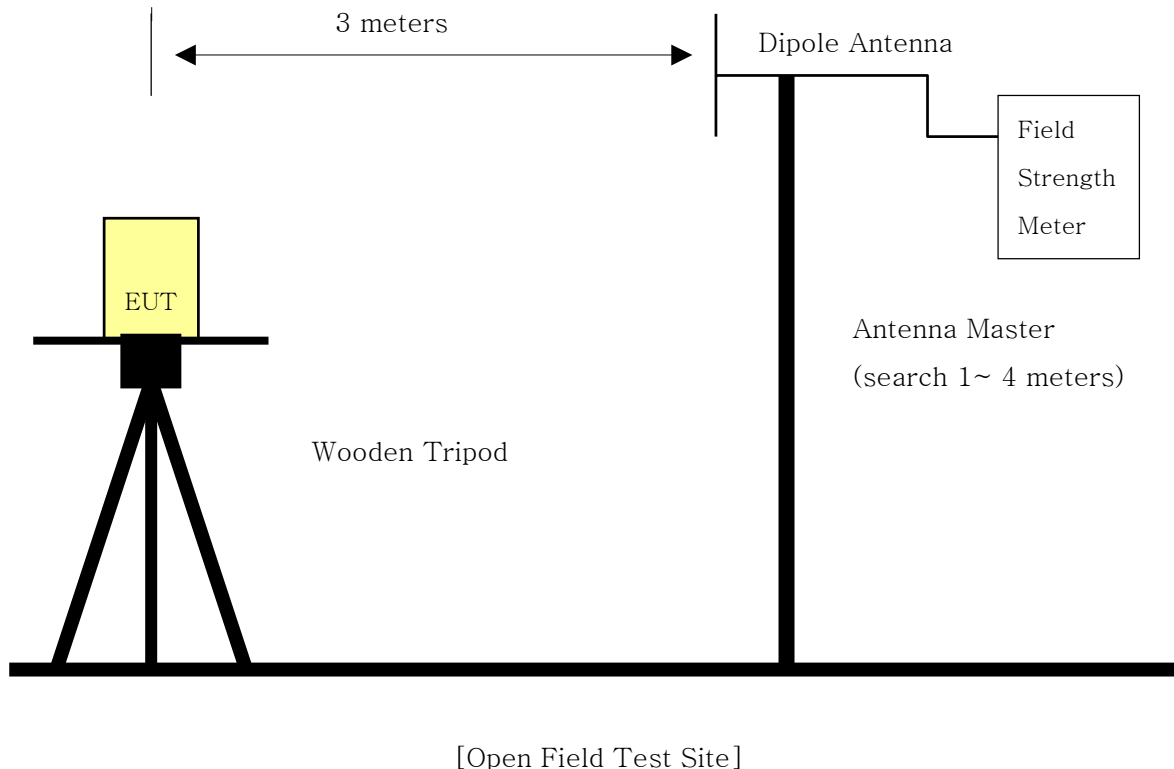 3 meters
Dipole Antenna
Field
Strength
Meter
EUT
Antenna Master
(search 1~ 4 meters)
Wooden Tripod
[Open Field Test Site]